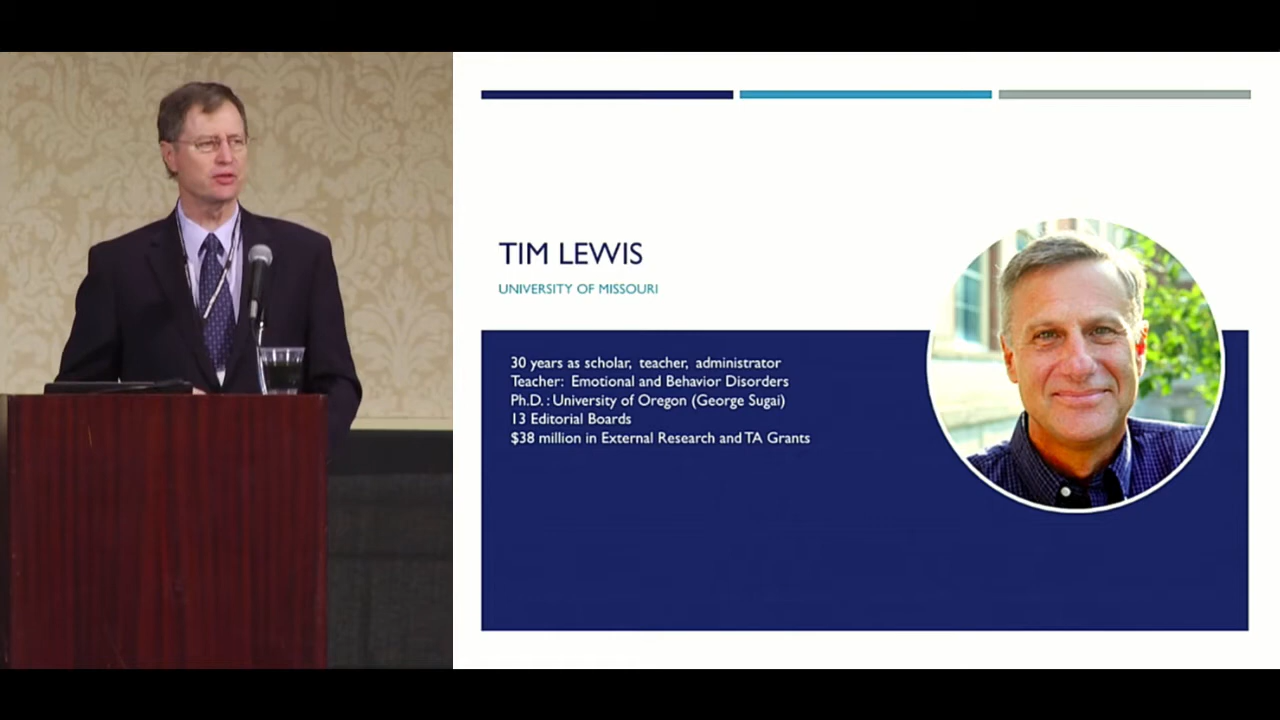 TIM LEWIS
UNIVERSITY OF MISSOURI
30 years as scholar, teacher, administrator
Teacher: Emotional and Behavior Disorders
Ph.D. : University of Oregon (George Sugai)
13 Editorial Boards
$38 million in External Research and TA Grants